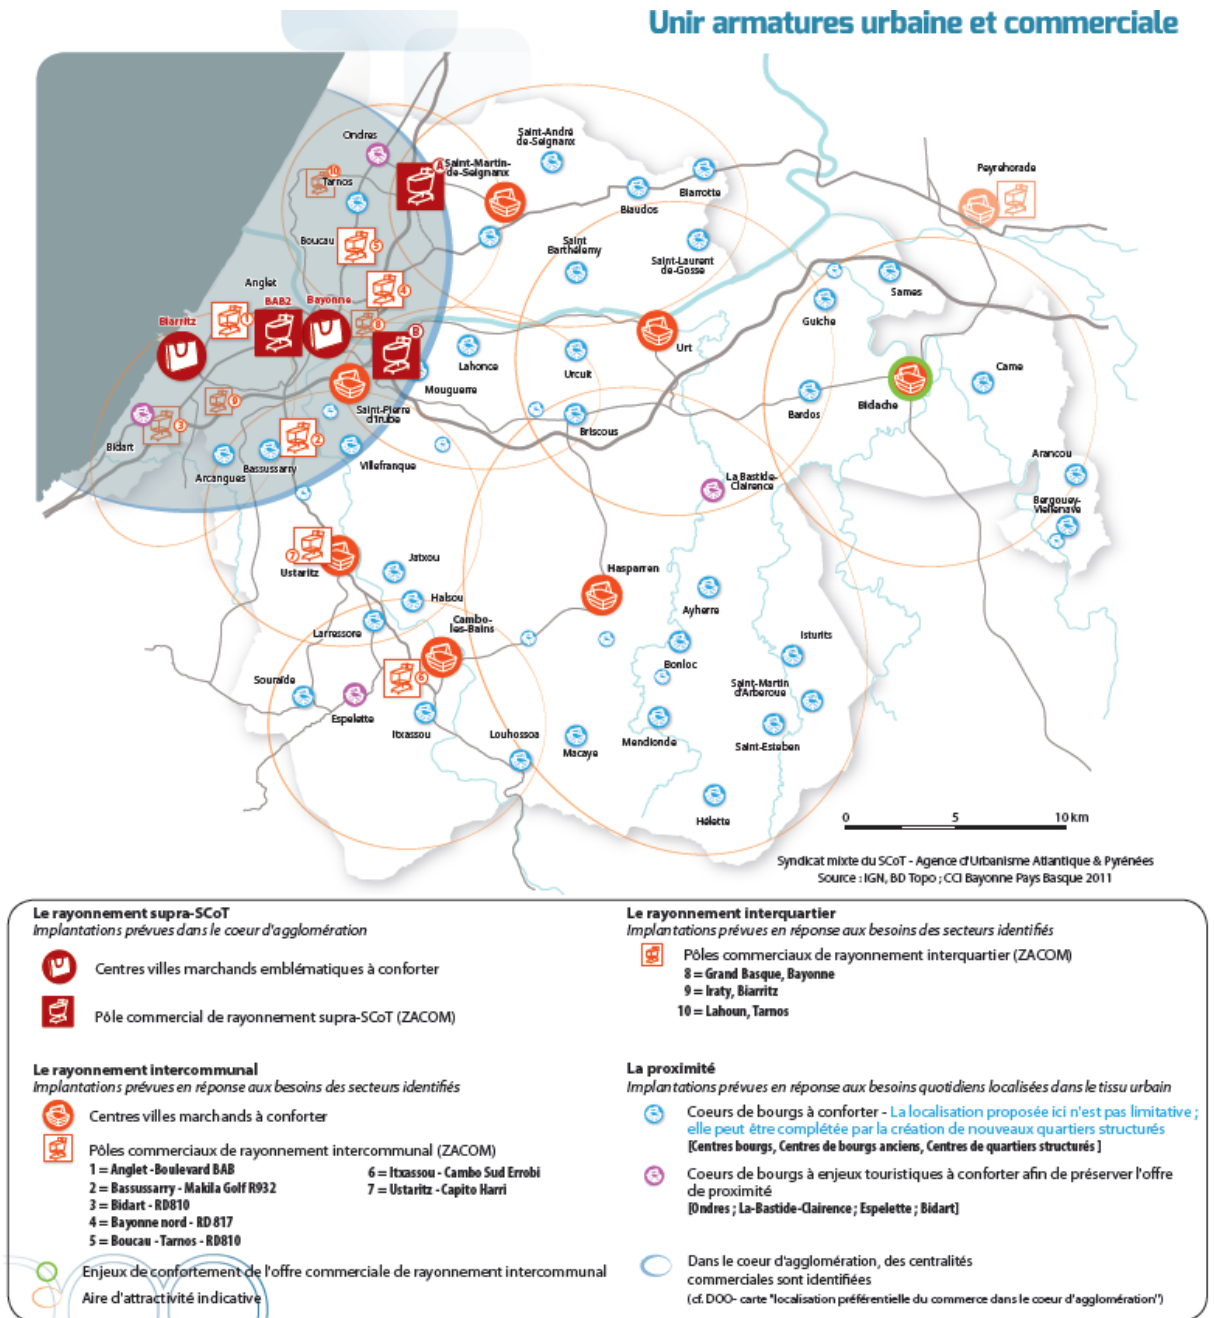 Unir armatures urbaine et commerciale
Ondres
Saint-André
de-Seignanx
10
Tarnos
A
Saint-Martin-
de-Seignanx
Biarrotte
Biaudos
Peyrehorade
Boucau
5
Saint
Barthélemy
Saint-Laurent
de-Gosse
Anglet
4
Sames
BAB2
Bayonne
Guiche
Biarritz
1
8
B
Urt
Lahonce
Urcuit
Mouguerre
Came
9
Saint-Pierre
d'Irube
Bardos
Bidache
3
Bidart
2
Briscous
Arcangues
Bassussarry
Villefranque
Arancou
La Bastide-
Clairence
Bergouey-
Viellenave
7
Ustaritz
Jatxou
Hasparren
Halsou
Ayherre
Larressore
Cambo-
les-Bains
Isturits
Bonloc
6
Souraïde
Saint-Martin
d'Arberoue
Espelette
Itxassou
Louhossoa
Macaye
Mendionde
Saint-Esteben
Hélette
0 5 10 km
Syndicat mixte du SCoT - Agence d'Urbanisme Atlantique & Pyrénées
Source : IGN, BD Topo ; CCI Bayonne Pays Basque 2011
Le rayonnement supra-SCoT
Implantations prévues dans le coeur d'agglomération
Centres villes marchands emblématiques à conforter
Pôle commercial de rayonnement supra-SCoT (ZACOM)
Le rayonnement intercommunal
Implantations prévues en réponse aux besoins des secteurs identifiés
Centres villes marchands à conforter
Pôles commerciaux de rayonnement intercommunal (ZACOM)
1 = Anglet - Boulevard BAB
2 = Bassussarry - Makila Golf R932
3 = Bidart - RD810
4 = Bayonne nord - RD 817
5 = Boucau - Tarnos - RD810
6 = Itxassou - Cambo Sud Errobi
7 = Ustaritz - Capito Harri
Enjeux de confortement de l'offre commerciale de rayonnement intercommunal
Aire d'attractivité indicative
Le rayonnement interquartier
Implantations prévues en réponse aux besoins des secteurs identifiés
Pôles commerciaux de rayonnement interquartier (ZACOM)
8 = Grand Basque, Bayonne
9 = Iraty, Biarritz
10 = Lahoun, Tarnos
La proximité
Implantations prévues en réponse aux besoins quotidiens localisées dans le tissu urbain
Coeurs de bourgs à conforter - La localisation proposée ici n'est pas limitative ;
elle peut être complétée par la création de nouveaux quartiers structurés
[Centres bourgs, Centres de bourgs anciens, Centres de quartiers structurés ]
Coeurs de bourgs à enjeux touristiques à conforter afin de préserver l'offre
de proximité
[Ondres ; La-Bastide-Clairence ; Espelette ; Bidart]
Dans le coeur d'agglomération, des centralités
commerciales sont identifiées
(cf. DOO- carte "localisation préférentielle du commerce dans le coeur d'agglomération")